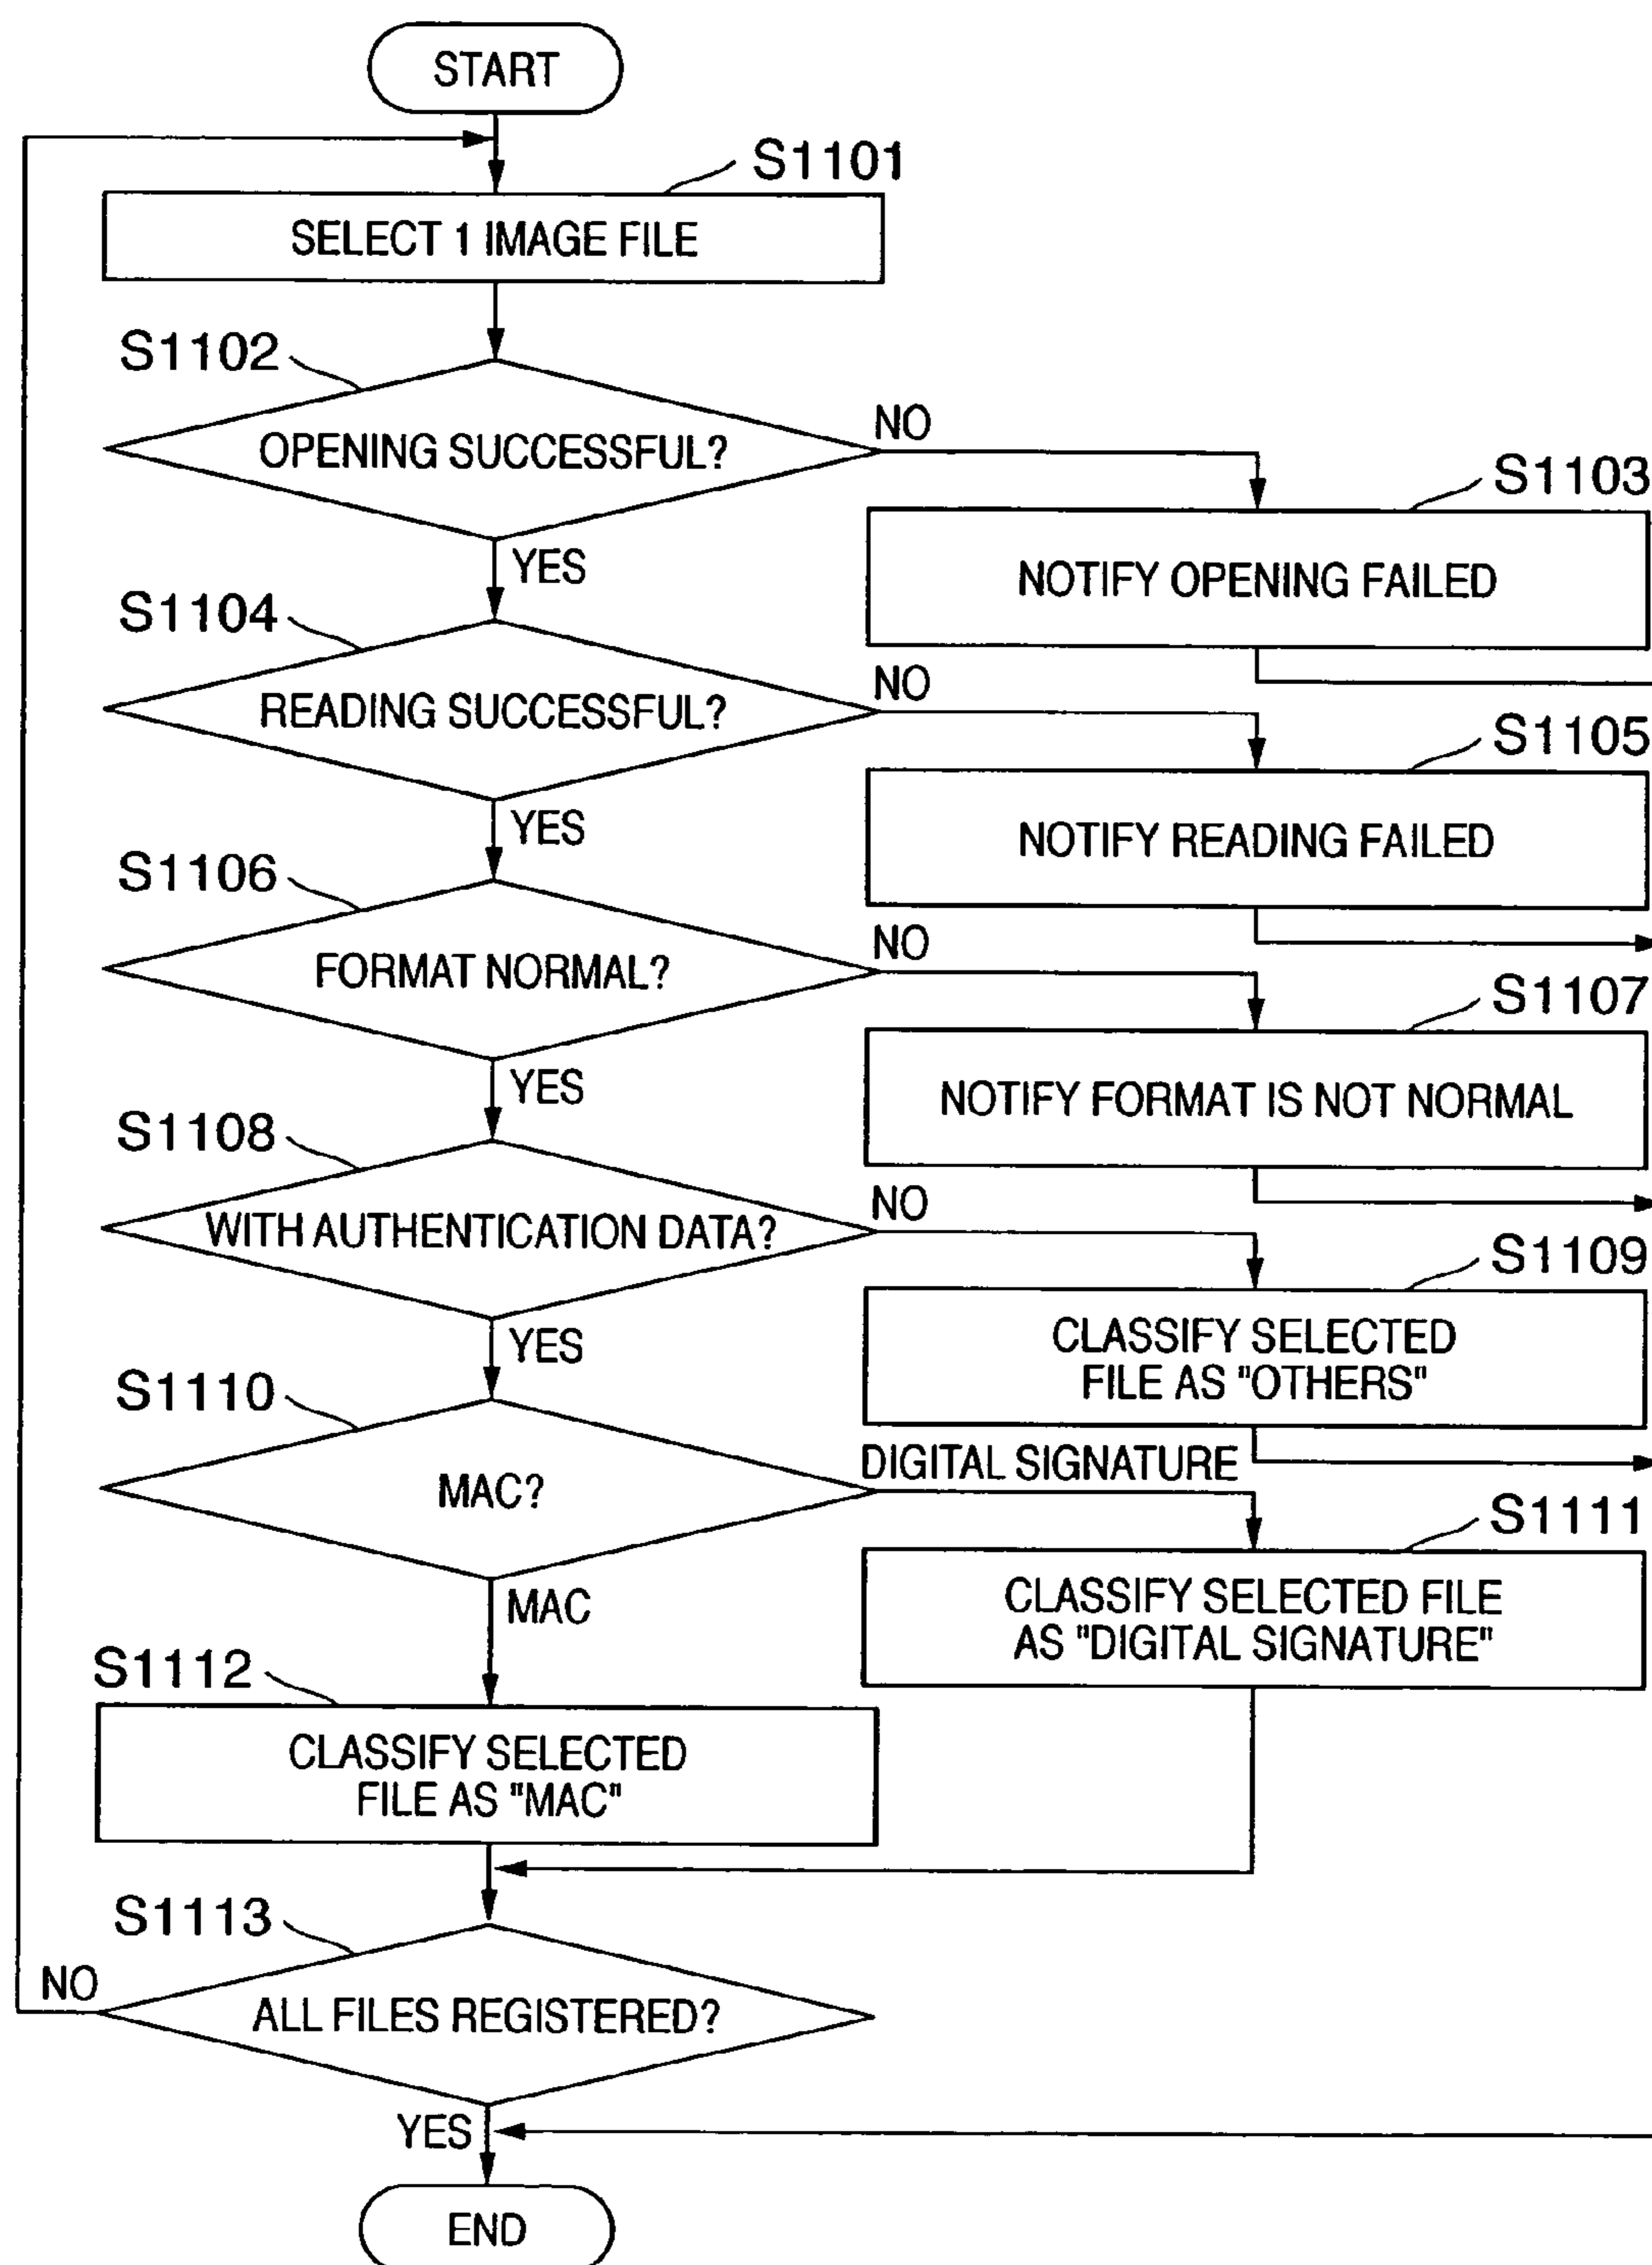 START
S1101
SELECT 1 IMAGE FILE
S1102
OPENING SUCCESSFUL?
NO
S1103
NOTIFY OPENING FAILED
YES
S1104
READING SUCCESSFUL?
NO
S1105
NOTIFY READING FAILED
YES
S1106
FORMAT NORMAL?
NO
S1107
NOTIFY FORMAT IS NOT NORMAL
YES
S1108
WITH AUTHENTICATION DATA?
NO
S1109
CLASSIFY SELECTED
FILE AS "OTHERS"
YES
S1110
MAC?
DIGITAL SIGNATURE
S1111
CLASSIFY SELECTED FILE
AS "DIGITAL SIGNATURE"
MAC
S1112
CLASSIFY SELECTED
FILE AS "MAC"
S1113
NO
ALL FILES REGISTERED?
YES
END